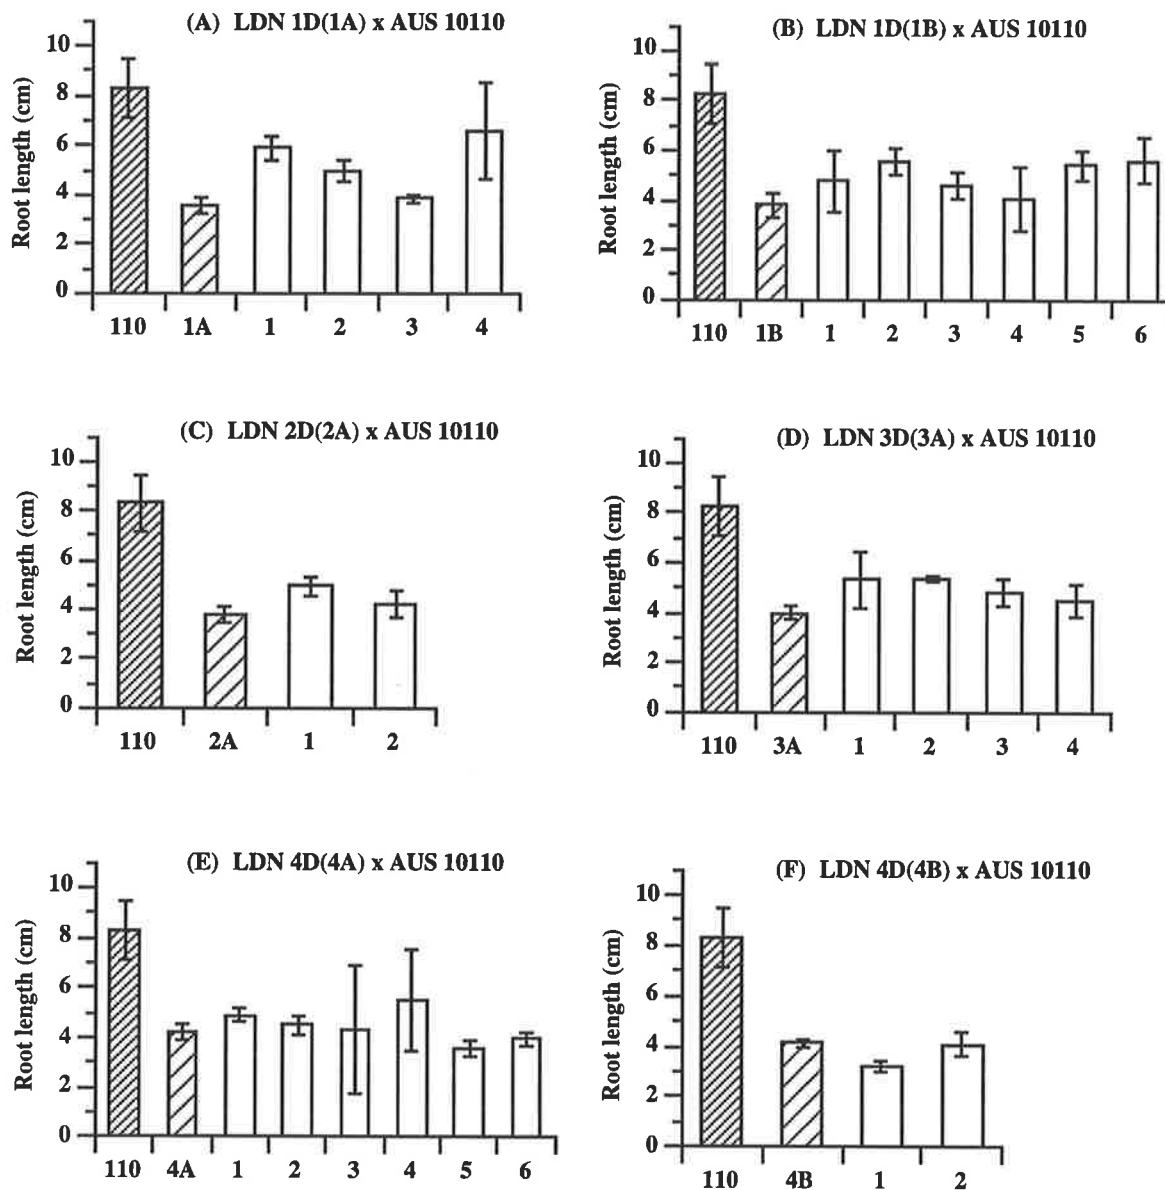 (A) LDN 1D(1A) x AUS 10110
Root length (cm)
10
8
6
4
2
0
110 1A 1 2 3 4
(B) LDN 1D(1B) x AUS 10110
Root length (cm)
10
8
6
4
2
0
110 1B 1 2 3 4 5 6
(C) LDN 2D(2A) x AUS 10110
Root length (cm)
10
8
6
4
2
0
110 2A 1 2
(D) LDN 3D(3A) x AUS 10110
Root length (cm)
10
8
6
4
2
0
110 3A 1 2 3 4
(E) LDN 4D(4A) x AUS 10110
Root length (cm)
10
8
6
4
2
0
110 4A 1 2 3 4 5 6
(F) LDN 4D(4B) x AUS 10110
Root length (cm)
10
8
6
4
2
0
110 4B 1 2